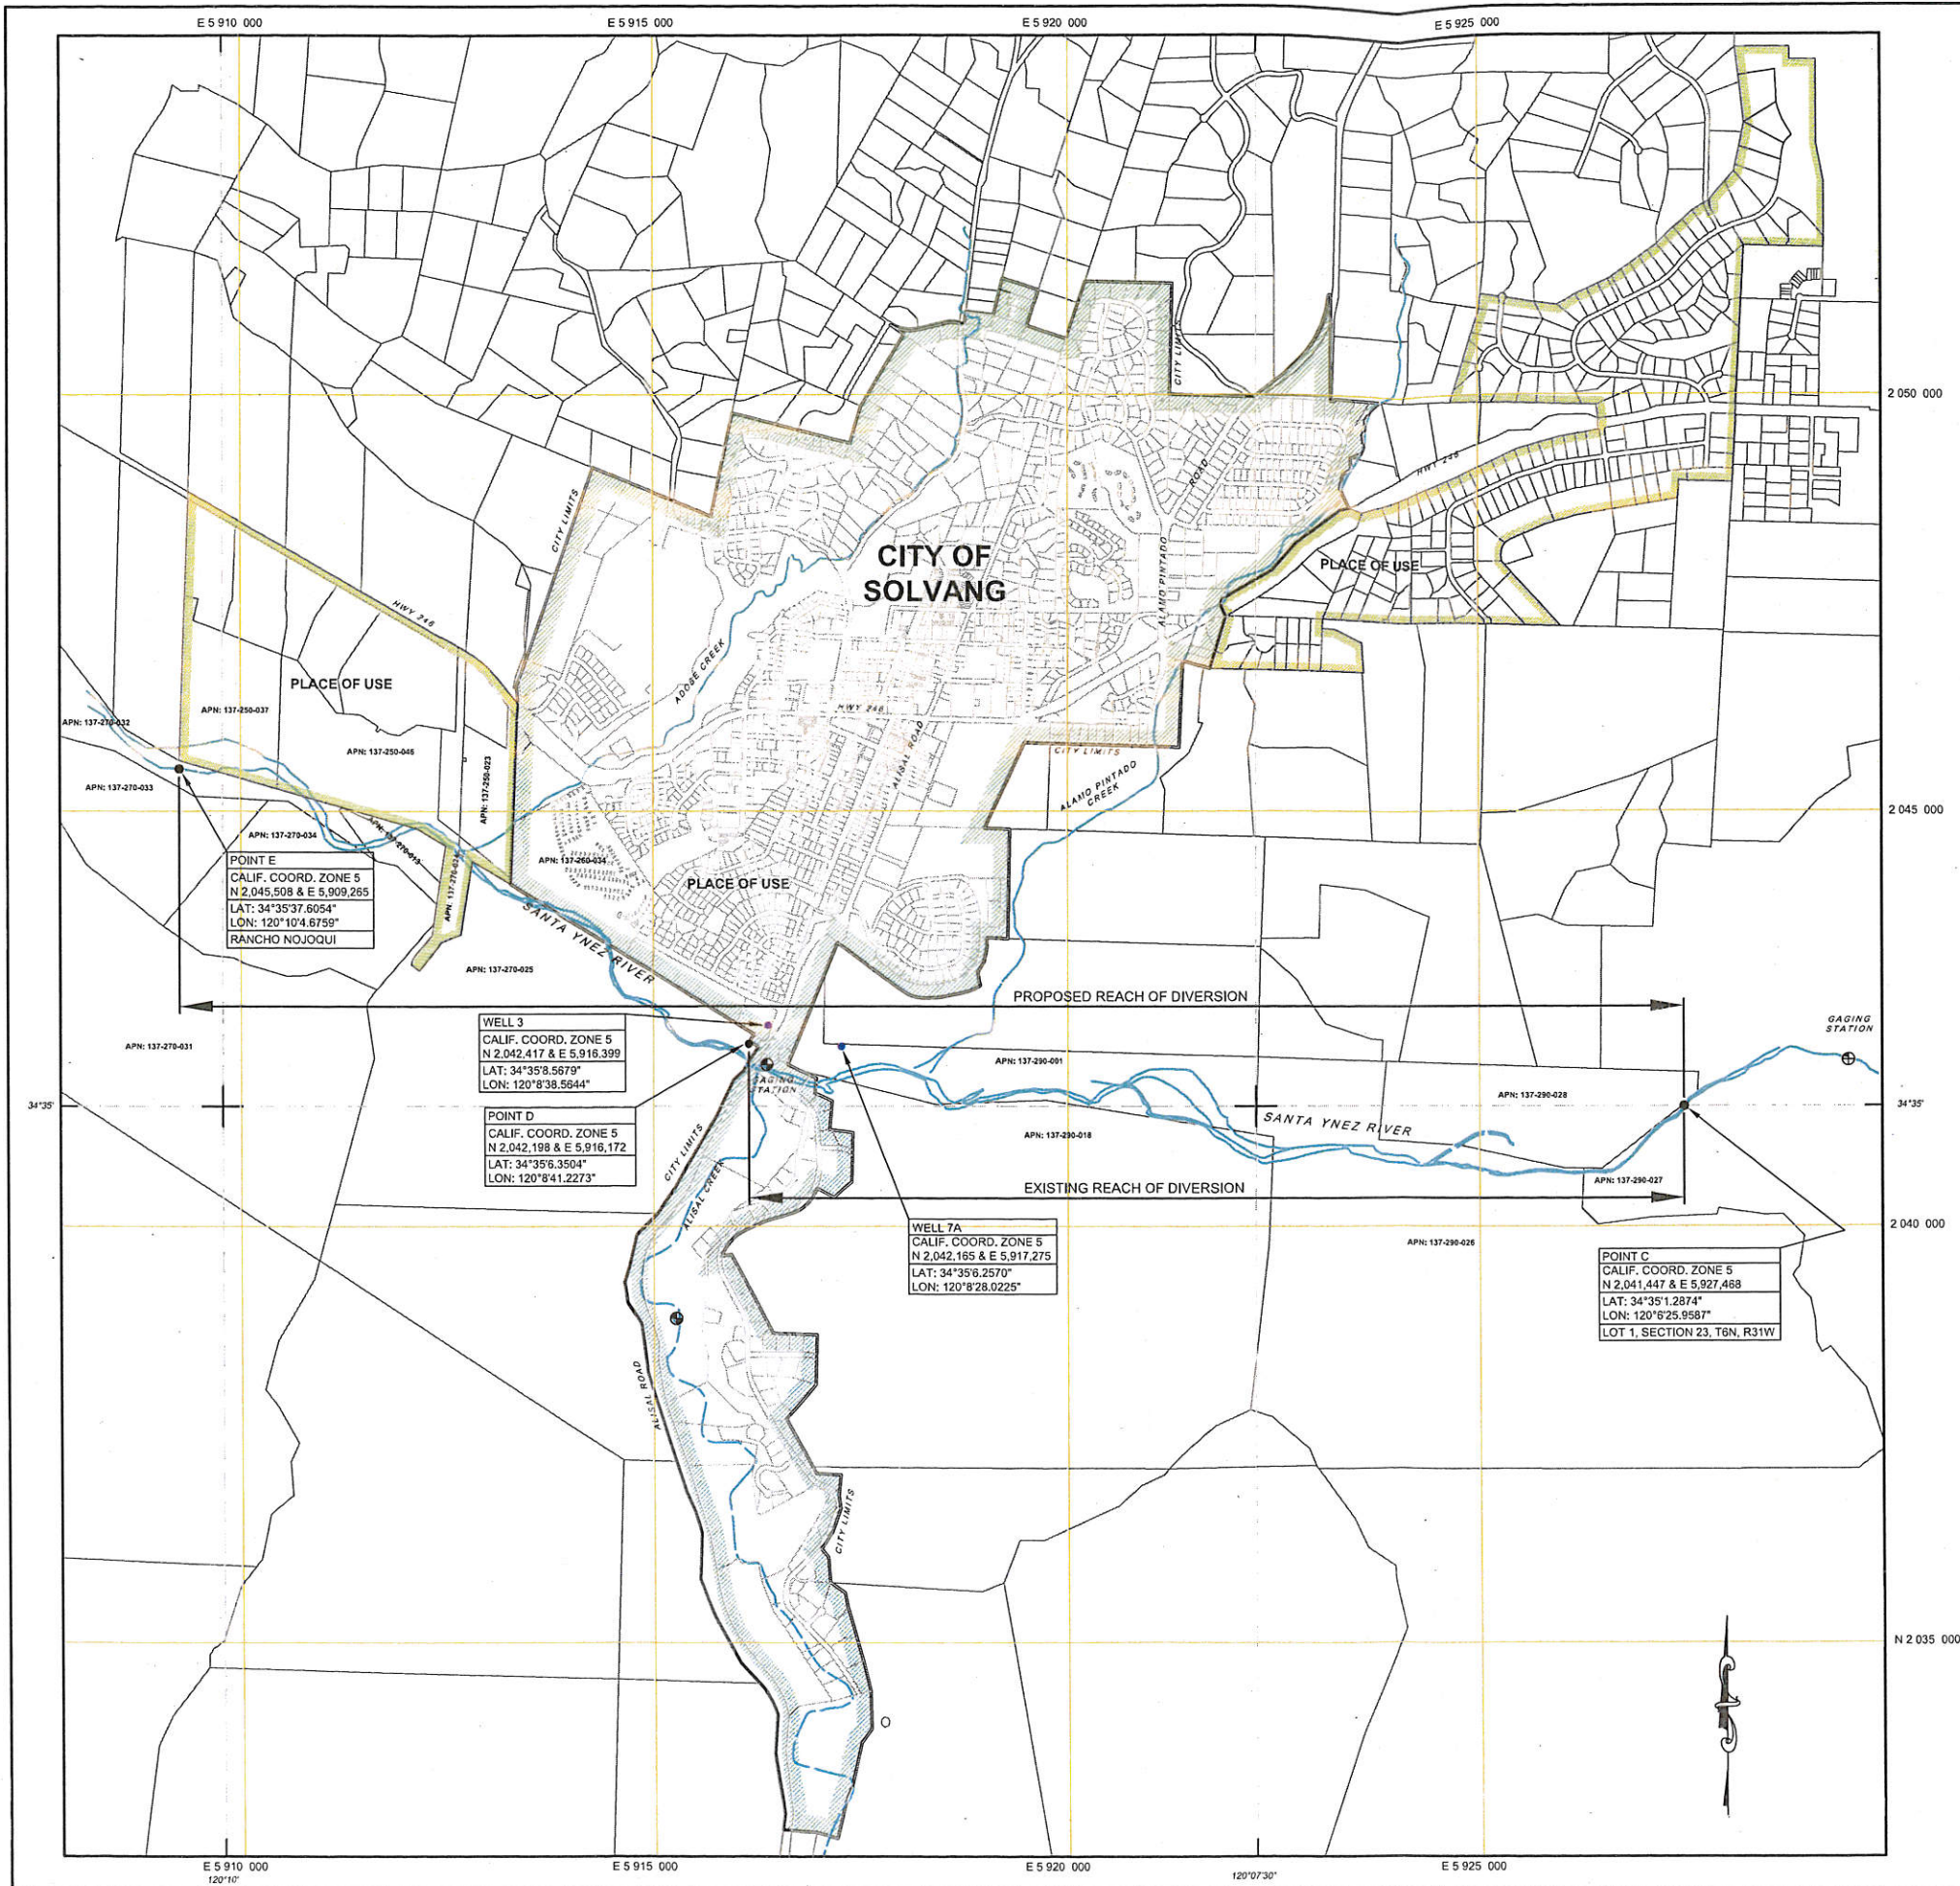 E 5 910 000
E 5 915 000
E 5 920 000
E 5 925 000
2 050 000
CITY LIMITS
CITY LIMITS
ROAD
HWY 246
CITY OF
SOLVANG
ALAMO PINTADO
PLACE OF USE
HWY 246
ADOBE CREEK
PLACE OF USE
APN: 137-250-037
APN: 137-270-032
HWY 246
ALISAL ROAD
APN: 137-250-046
CITY LIMITS
APN: 137-250-023
ALAMO PINTADO
CREEK
APN: 137-270-033
2 045 000
APN: 137-270-034
APN: 137-270-013
APN: 137-260-034
APN: 137-270-024
PLACE OF USE
POINT E
CALIF. COORD. ZONE 5
N 2,045,508 & E 5,909,265
LAT: 34°35'37.6054"
LON: 120°10'4.6759"
RANCHO NOJOQUI
SANTA YNEZ RIVER
APN: 137-270-025
PROPOSED REACH OF DIVERSION
WELL 3
CALIF. COORD. ZONE 5
N 2,042,417 & E 5,916,399
LAT: 34°35'8.5679"
LON: 120°8'38.5644"
GAGING
STATION
APN: 137-270-031
APN: 137-290-001
GAGING
STATION
APN: 137-290-028
34°35'
34°35'
POINT D
CALIF. COORD. ZONE 5
N 2,042,198 & E 5,916,172
LAT: 34°35'6.3504"
LON: 120°8'41.2273"
SANTA YNEZ RIVER
APN: 137-290-018
CITY LIMITS
ALISAL CREEK
EXISTING REACH OF DIVERSION
APN: 137-290-027
2 040 000
WELL 7A
CALIF. COORD. ZONE 5
N 2,042,165 & E 5,917,275
LAT: 34°35'6.2570"
LON: 120°8'28.0225"
APN: 137-290-026
POINT C
CALIF. COORD. ZONE 5
N 2,041,447 & E 5,927,468
LAT: 34°35'1.2874"
LON: 120°6'25.9587"
LOT 1, SECTION 23, T6N, R31W
ALISAL ROAD
CITY LIMITS
N 2 035 000
E 5 910 000
E 5 915 000
E 5 920 000
E 5 925 000
120°10'
120°07'30"